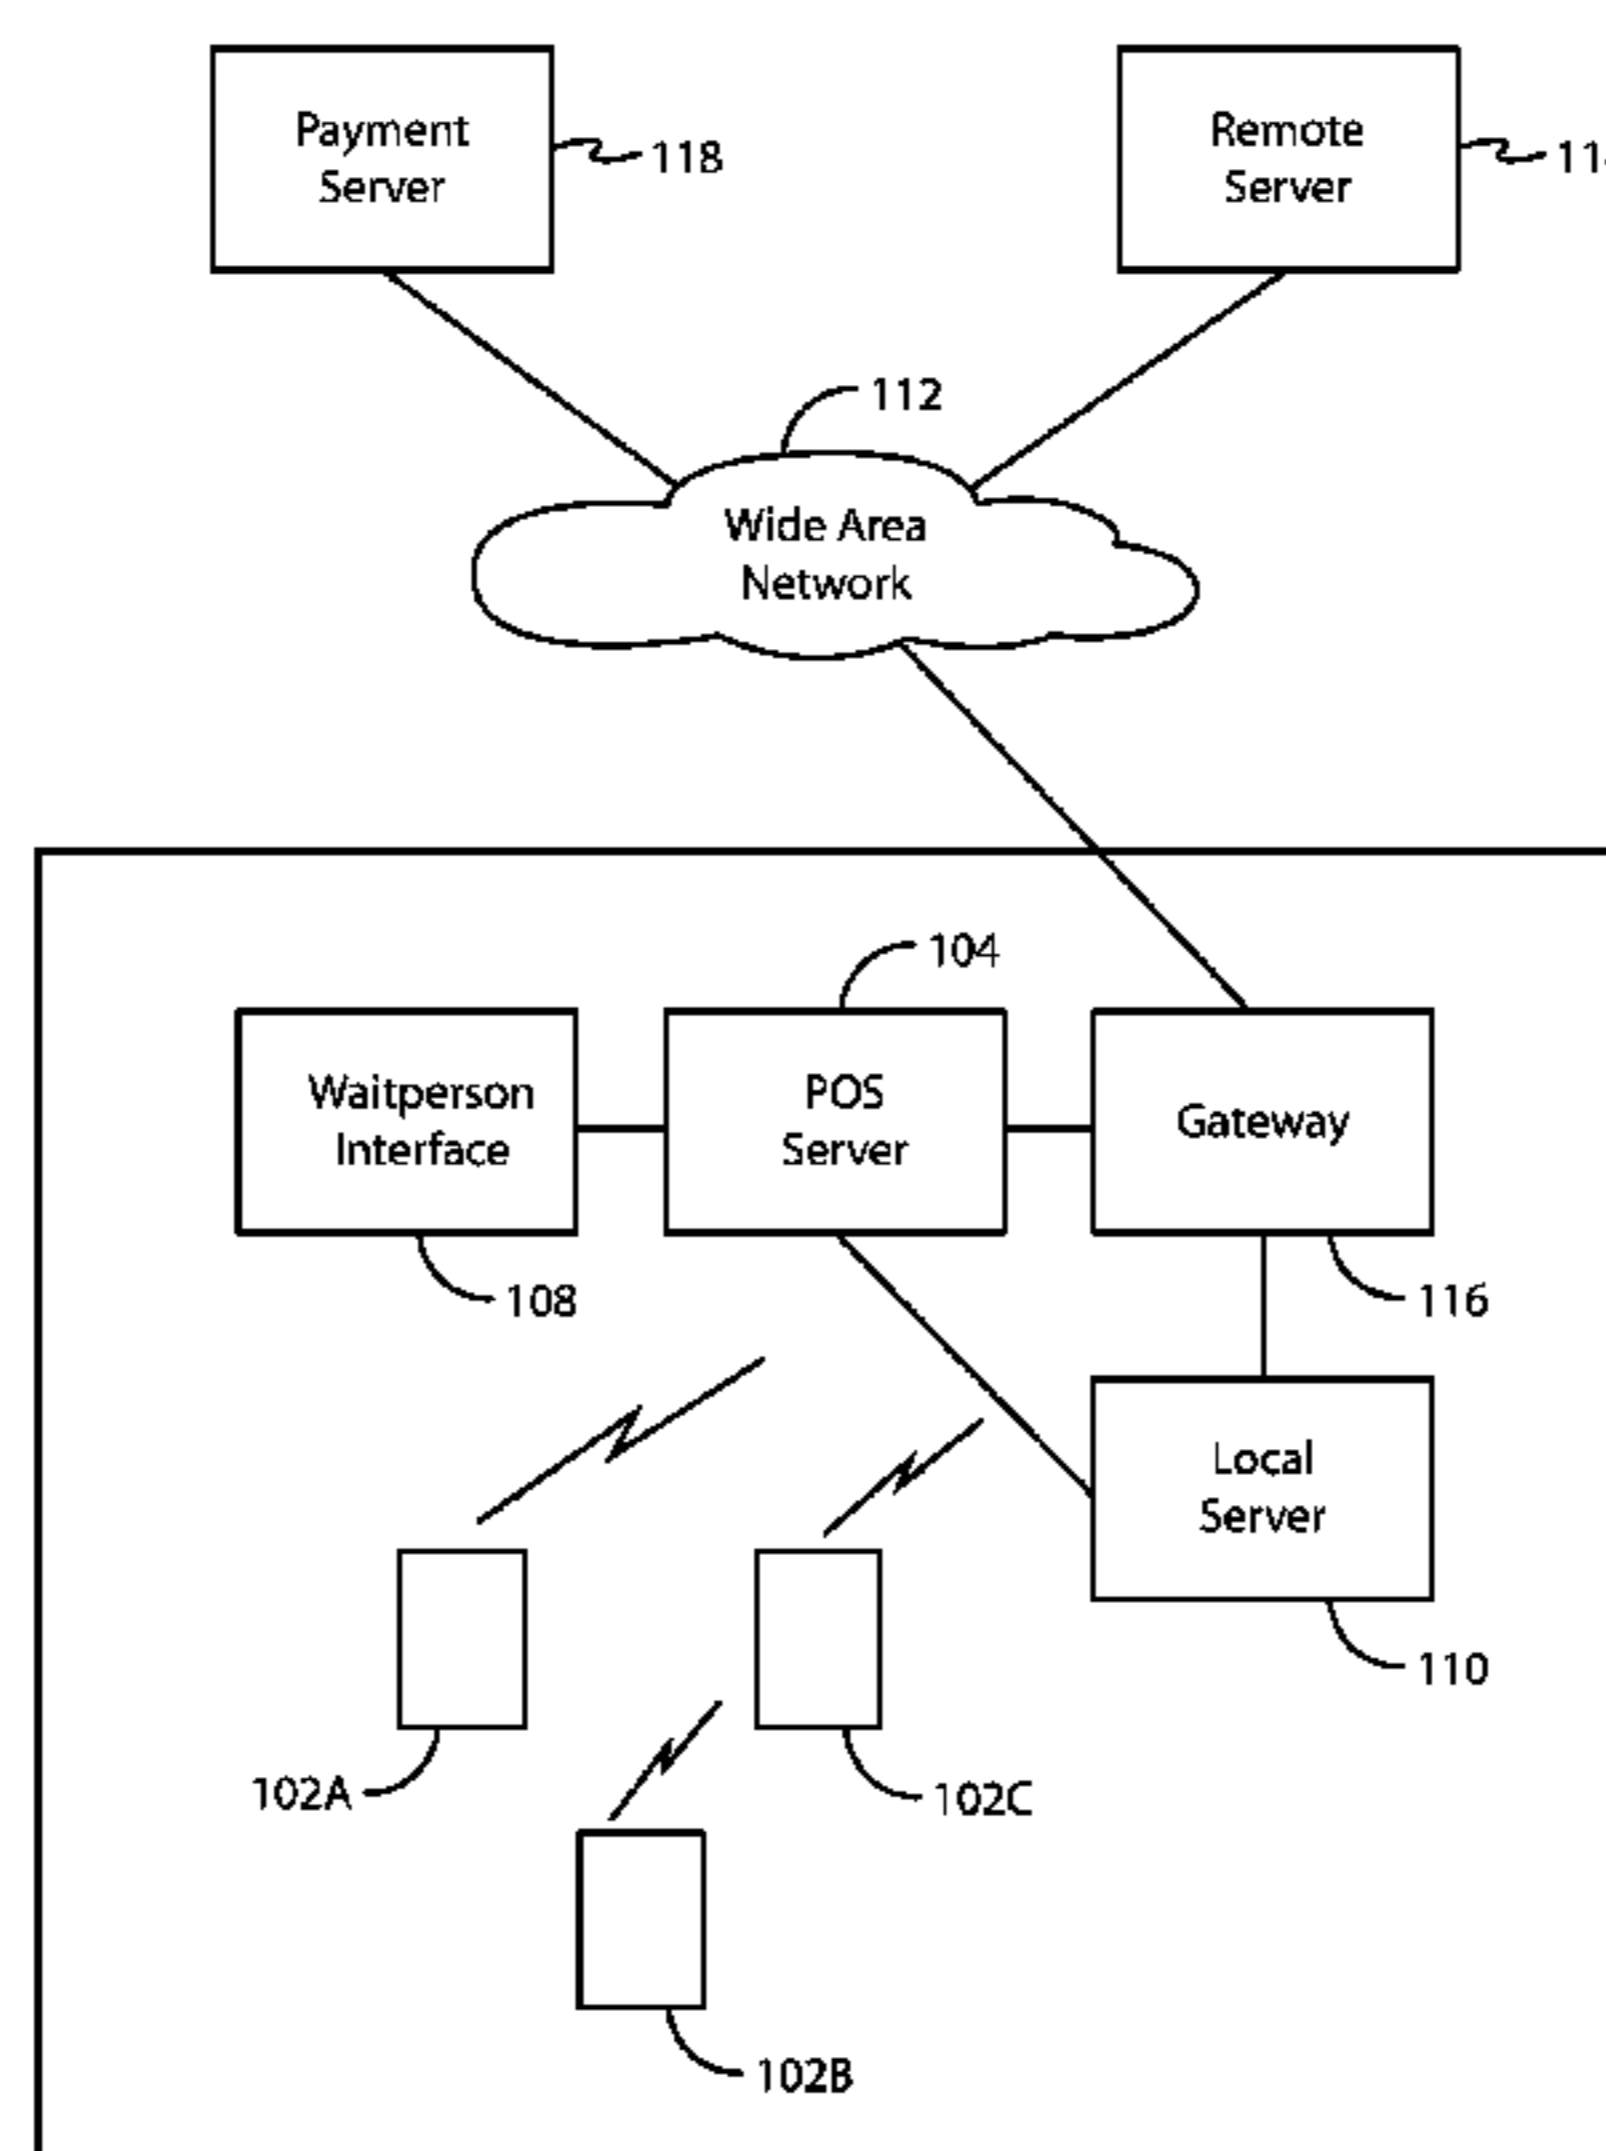 Payment
Server
118
Remote
Server
112
Wide Area
Network
104
Waitperson
Interface
POS
Server
Gateway
108
116
Local
Server
110
102A
102C
102B